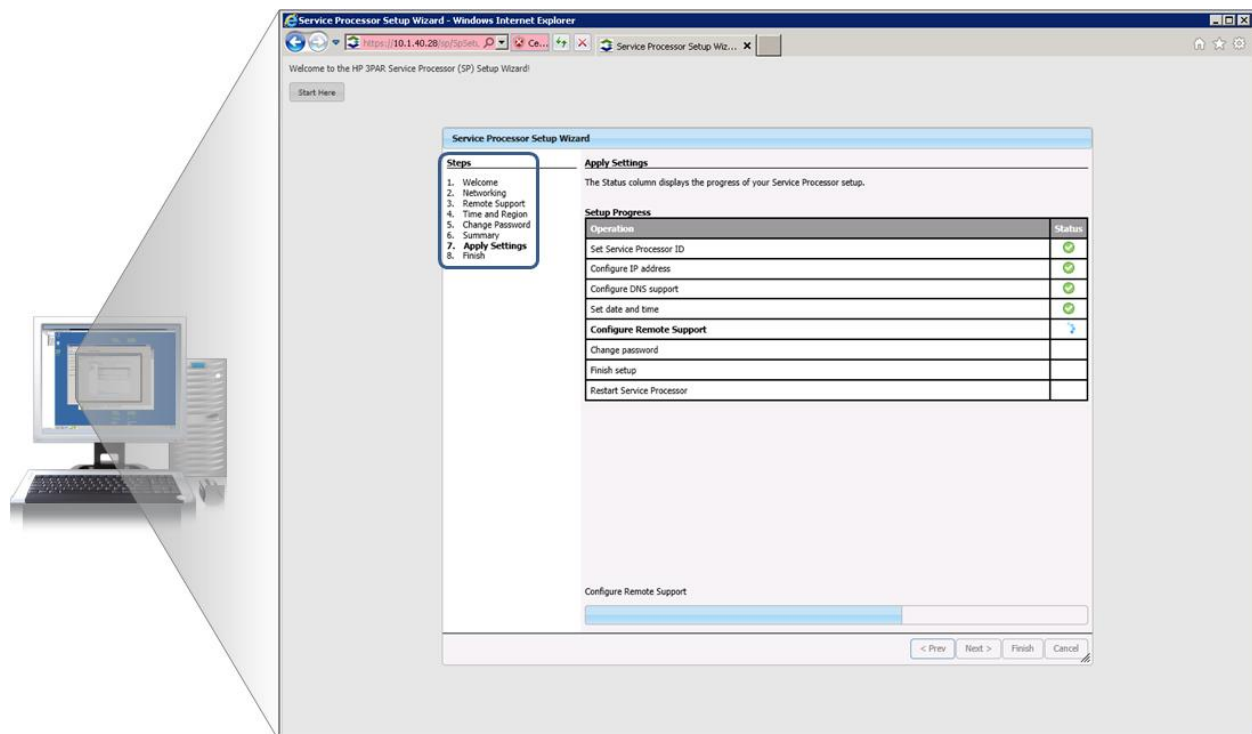 Service Processor Setup Wizard - Windows Internet Explorer
https://10.1.40.28/sp/SpSetu Ce... Service Processor Setup Wiz...
Welcome to the HP 3PAR Service Processor (SP) Setup Wizard!
Start Here
Service Processor Setup Wizard
Steps
1. Welcome
2. Networking
3. Remote Support
4. Time and Region
5. Change Password
6. Summary
7. Apply Settings
8. Finish
Apply Settings
The Status column displays the progress of your Service Processor setup.
Setup Progress
Operation Status
Set Service Processor ID
Configure IP address
Configure DNS support
Set date and time
Configure Remote Support
Change password
Finish setup
Restart Service Processor
Configure Remote Support
< Prev Next > Finish Cancel